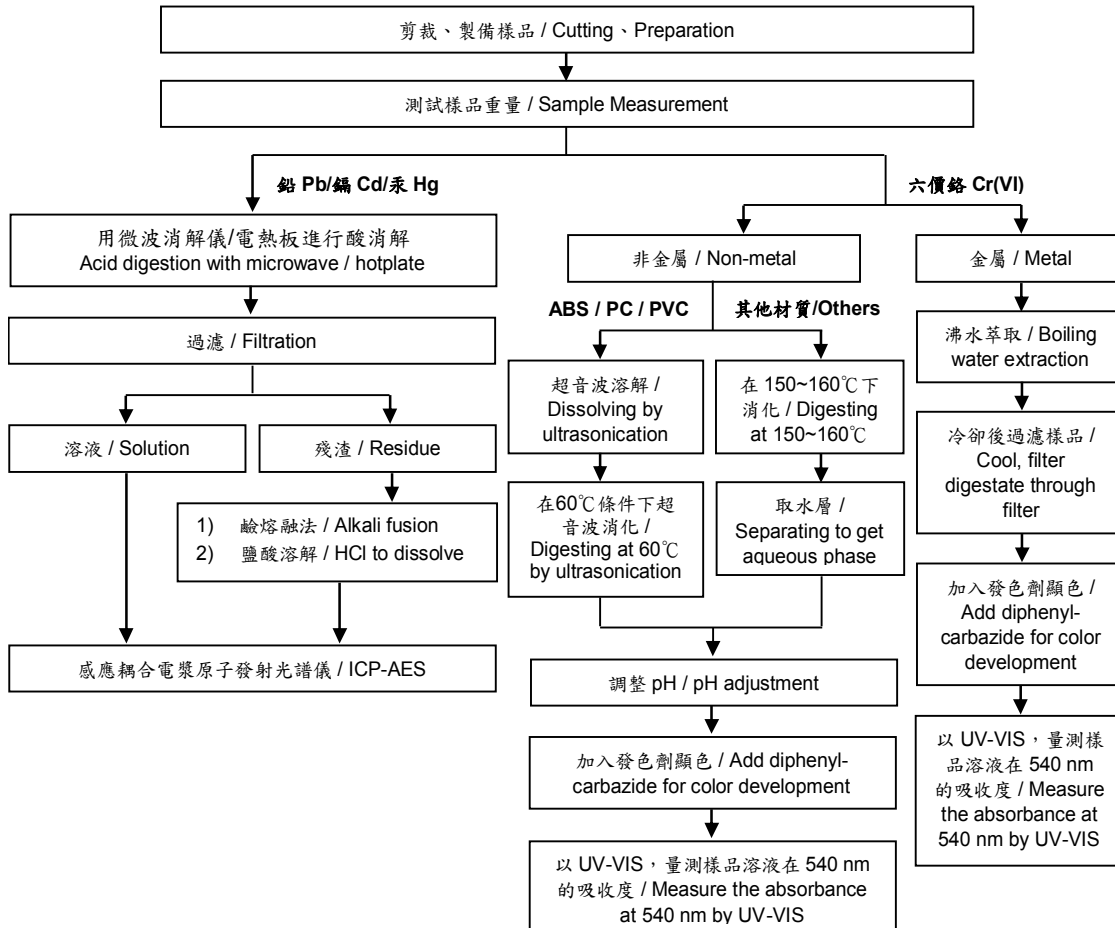 剪裁、製備樣品 / Cutting、Preparation
測試樣品重量 / Sample Measurement
鉛 Pb/鎘 Cd/汞 Hg
六價鉻 Cr(VI)
用微波消解儀/電熱板進行酸消解
Acid digestion with microwave / hotplate
過濾 / Filtration
溶液 / Solution
殘渣 / Residue
1) 鹼熔融法 / Alkali fusion
2) 鹽酸溶解 / HCl to dissolve
感應耦合電漿原子發射光譜儀 / ICP-AES
非金屬 / Non-metal
ABS / PC / PVC
其他材質/Others
超音波溶解 /
Dissolving by
ultrasonication
在60℃條件下超
音波消化 /
Digesting at 60℃
by ultrasonication
在 150~160℃下
消化 / Digesting
at 150~160℃
取水層 /
Separating to get
aqueous phase
調整 pH / pH adjustment
加入發色劑顯色 / Add diphenyl-
carbazide for color development
以 UV-VIS，量測樣品溶液在 540 nm
的吸收度 / Measure the absorbance
at 540 nm by UV-VIS
金屬 / Metal
沸水萃取 / Boiling
water extraction
冷卻後過濾樣品 /
Cool, filter
digestate through
filter
加入發色劑顯色 /
Add diphenyl-
carbazide for color
development
以 UV-VIS，量測樣
品溶液在 540 nm
的吸收度 / Measure
the absorbance at
540 nm by UV-VIS